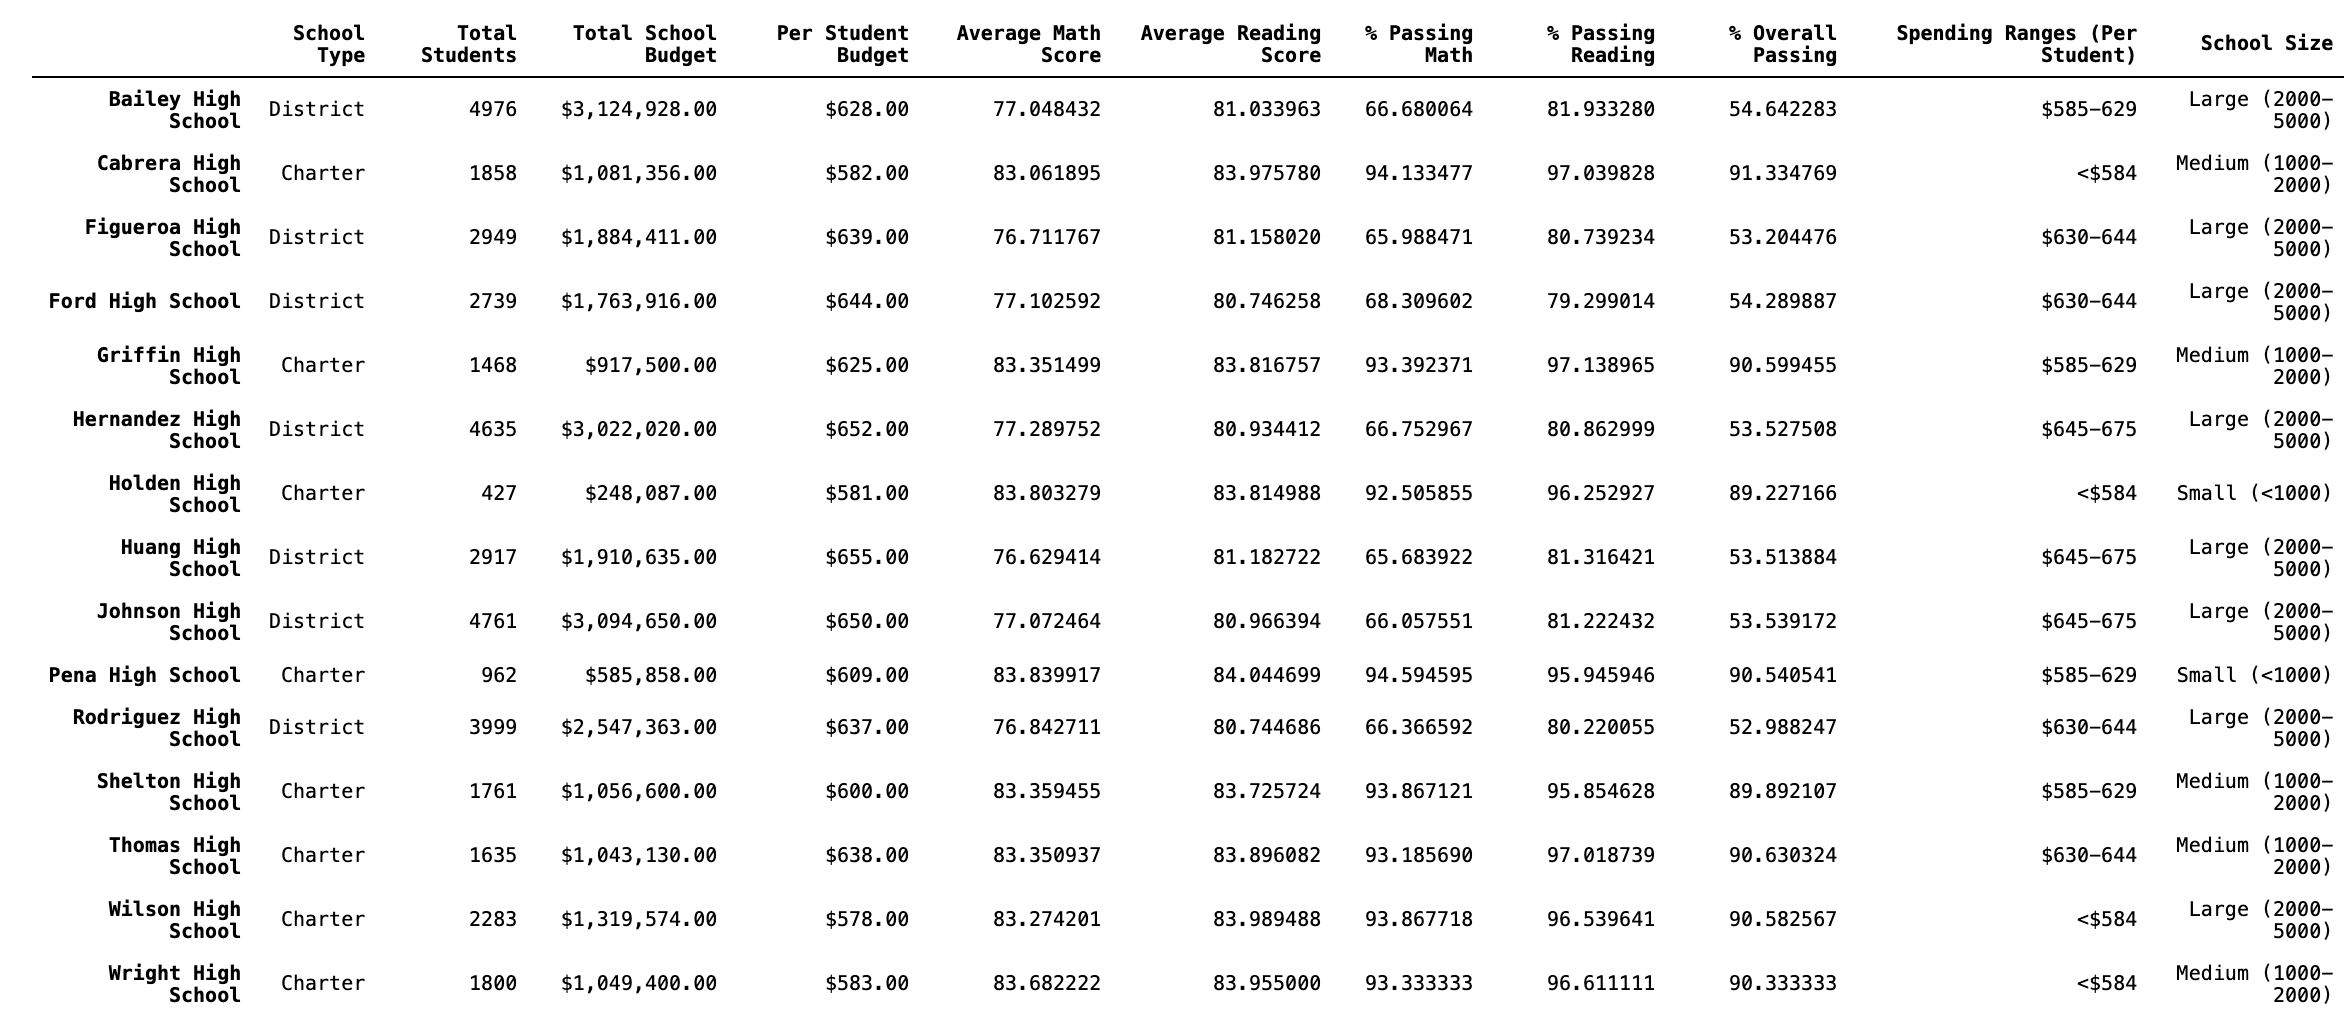 School Type Total Students Total School Budget Per Student Budget Average Math Score Average Reading Score % Passing Math % Passing Reading % Overall Passing Spending Ranges (Per Student) School Size
Bailey High School District 4976 $3,124,928.00 $628.00 77.048432 81.033963 66.680064 81.933280 54.642283 $585-629 Large (2000-5000)
Cabrera High School Charter 1858 $1,081,356.00 $582.00 83.061895 83.975780 94.133477 97.039828 91.334769 <$584 Medium (1000-2000)
Figueroa High School District 2949 $1,884,411.00 $639.00 76.711767 81.158020 65.988471 80.739234 53.204476 $630-644 Large (2000-5000)
Ford High School District 2739 $1,763,916.00 $644.00 77.102592 80.746258 68.309602 79.299014 54.289887 $630-644 Large (2000-5000)
Griffin High School Charter 1468 $917,500.00 $625.00 83.351499 83.816757 93.392371 97.138965 90.599455 $585-629 Medium (1000-2000)
Hernandez High School District 4635 $3,022,020.00 $652.00 77.289752 80.934412 66.752967 80.862999 53.527508 $645-675 Large (2000-5000)
Holden High School Charter 427 $248,087.00 $581.00 83.803279 83.814988 92.505855 96.252927 89.227166 <$584 Small (<1000)
Huang High School District 2917 $1,910,635.00 $655.00 76.629414 81.182722 65.683922 81.316421 53.513884 $645-675 Large (2000-5000)
Johnson High School District 4761 $3,094,650.00 $650.00 77.072464 80.966394 66.057551 81.222432 53.539172 $645-675 Large (2000-5000)
Pena High School Charter 962 $585,858.00 $609.00 83.839917 84.044699 94.594595 95.945946 90.540541 $585-629 Small (<1000)
Rodriguez High School District 3999 $2,547,363.00 $637.00 76.842711 80.744686 66.366592 80.220055 52.988247 $630-644 Large (2000-5000)
Shelton High School Charter 1761 $1,056,600.00 $600.00 83.359455 83.725724 93.867121 95.854628 89.892107 $585-629 Medium (1000-2000)
Thomas High School Charter 1635 $1,043,130.00 $638.00 83.350937 83.896082 93.185690 97.018739 90.630324 $630-644 Medium (1000-2000)
Wilson High School Charter 2283 $1,319,574.00 $578.00 83.274201 83.989488 93.867718 96.539641 90.582567 <$584 Large (2000-5000)
Wright High School Charter 1800 $1,049,400.00 $583.00 83.682222 83.955000 93.333333 96.611111 90.333333 <$584 Medium (1000-2000)